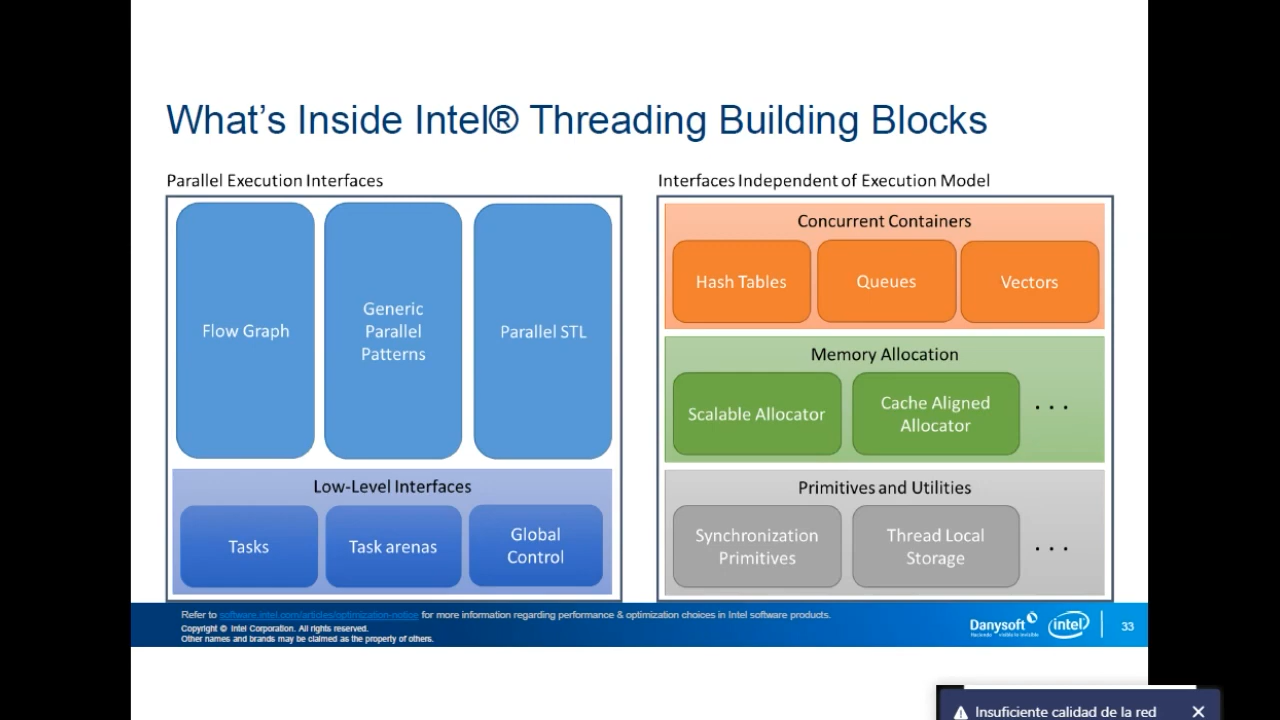 What's Inside Intel® Threading Building Blocks
Parallel Execution Interfaces
Flow Graph
Generic
Parallel
Patterns
Parallel STL
Low-Level Interfaces
Tasks
Task arenas
Global
Control
Interfaces Independent of Execution Model
Concurrent Containers
Hash Tables
Queues
Vectors
Memory Allocation
Scalable Allocator
Cache Aligned
Allocator
. . .
Primitives and Utilities
Synchronization
Primitives
Thread Local
Storage
. . .
Refer to software.intel.com/articles/optimization-notice for more information regarding performance & optimization choices in Intel software products.
Copyright © Intel Corporation. All rights reserved.
Other names and brands may be claimed as the property of others.
Danysoft
Haciendo visible lo invisible
intel
33
Insuficiente calidad de la red